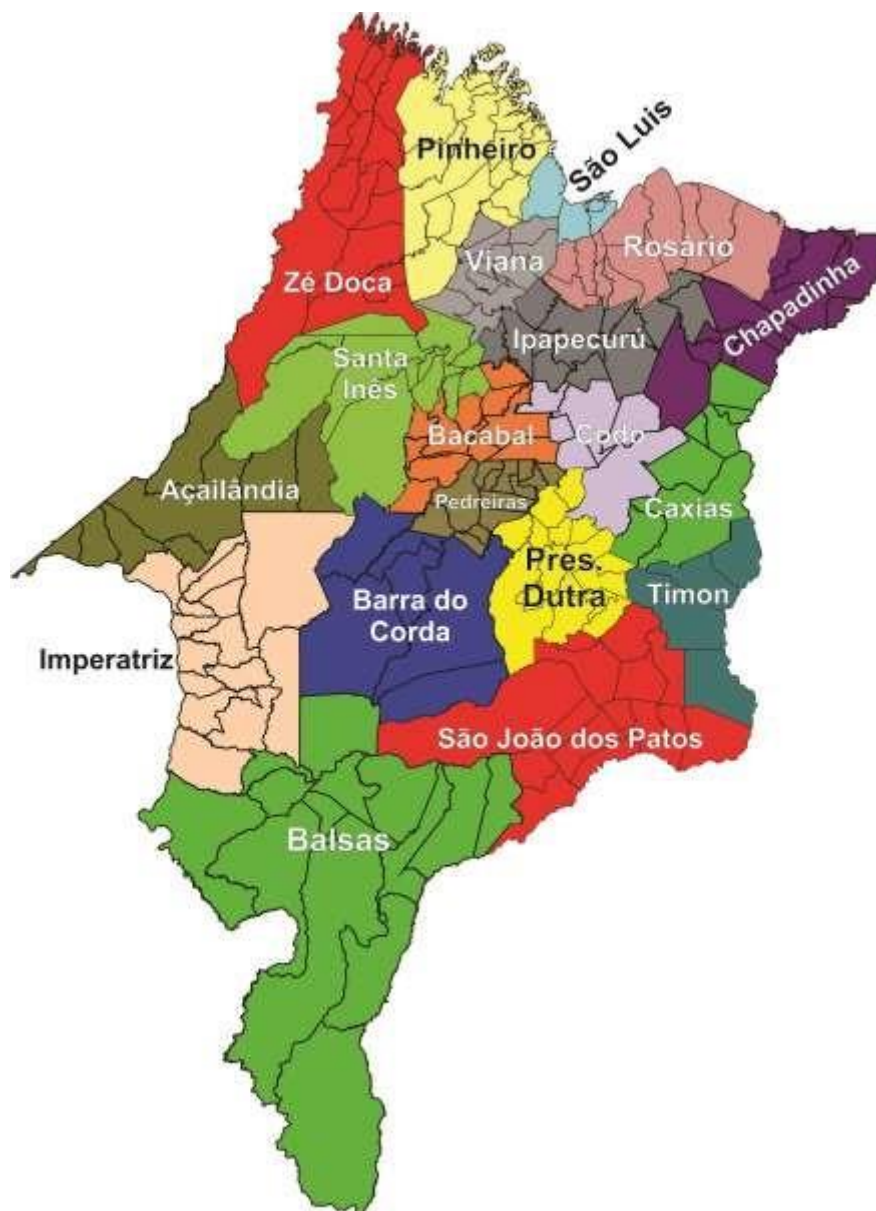 Pinheiro
São Luis
Viana
Rosário
Zé Doca
Chapadinha
Ipapecurú
Santa
Inês
Bacabal
Codo
Açailândia
Pedreiras
Caxias
Pres.
Dutra
Timon
Barra do
Corda
Imperatriz
São João dos Patos
Balsas